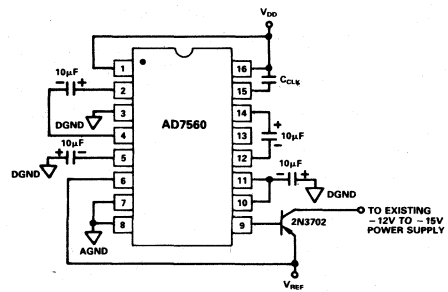 VDD
1
16
CCLK
10μF
− +
2
15
3
14
+
DGND
AD7560
10μF
4
13
−
10μF
+ −
5
12
DGND
10μF
− +
6
11
DGND
7
10
2N3702
TO EXISTING
−12V TO −15V
POWER SUPPLY
8
9
AGND
VREF